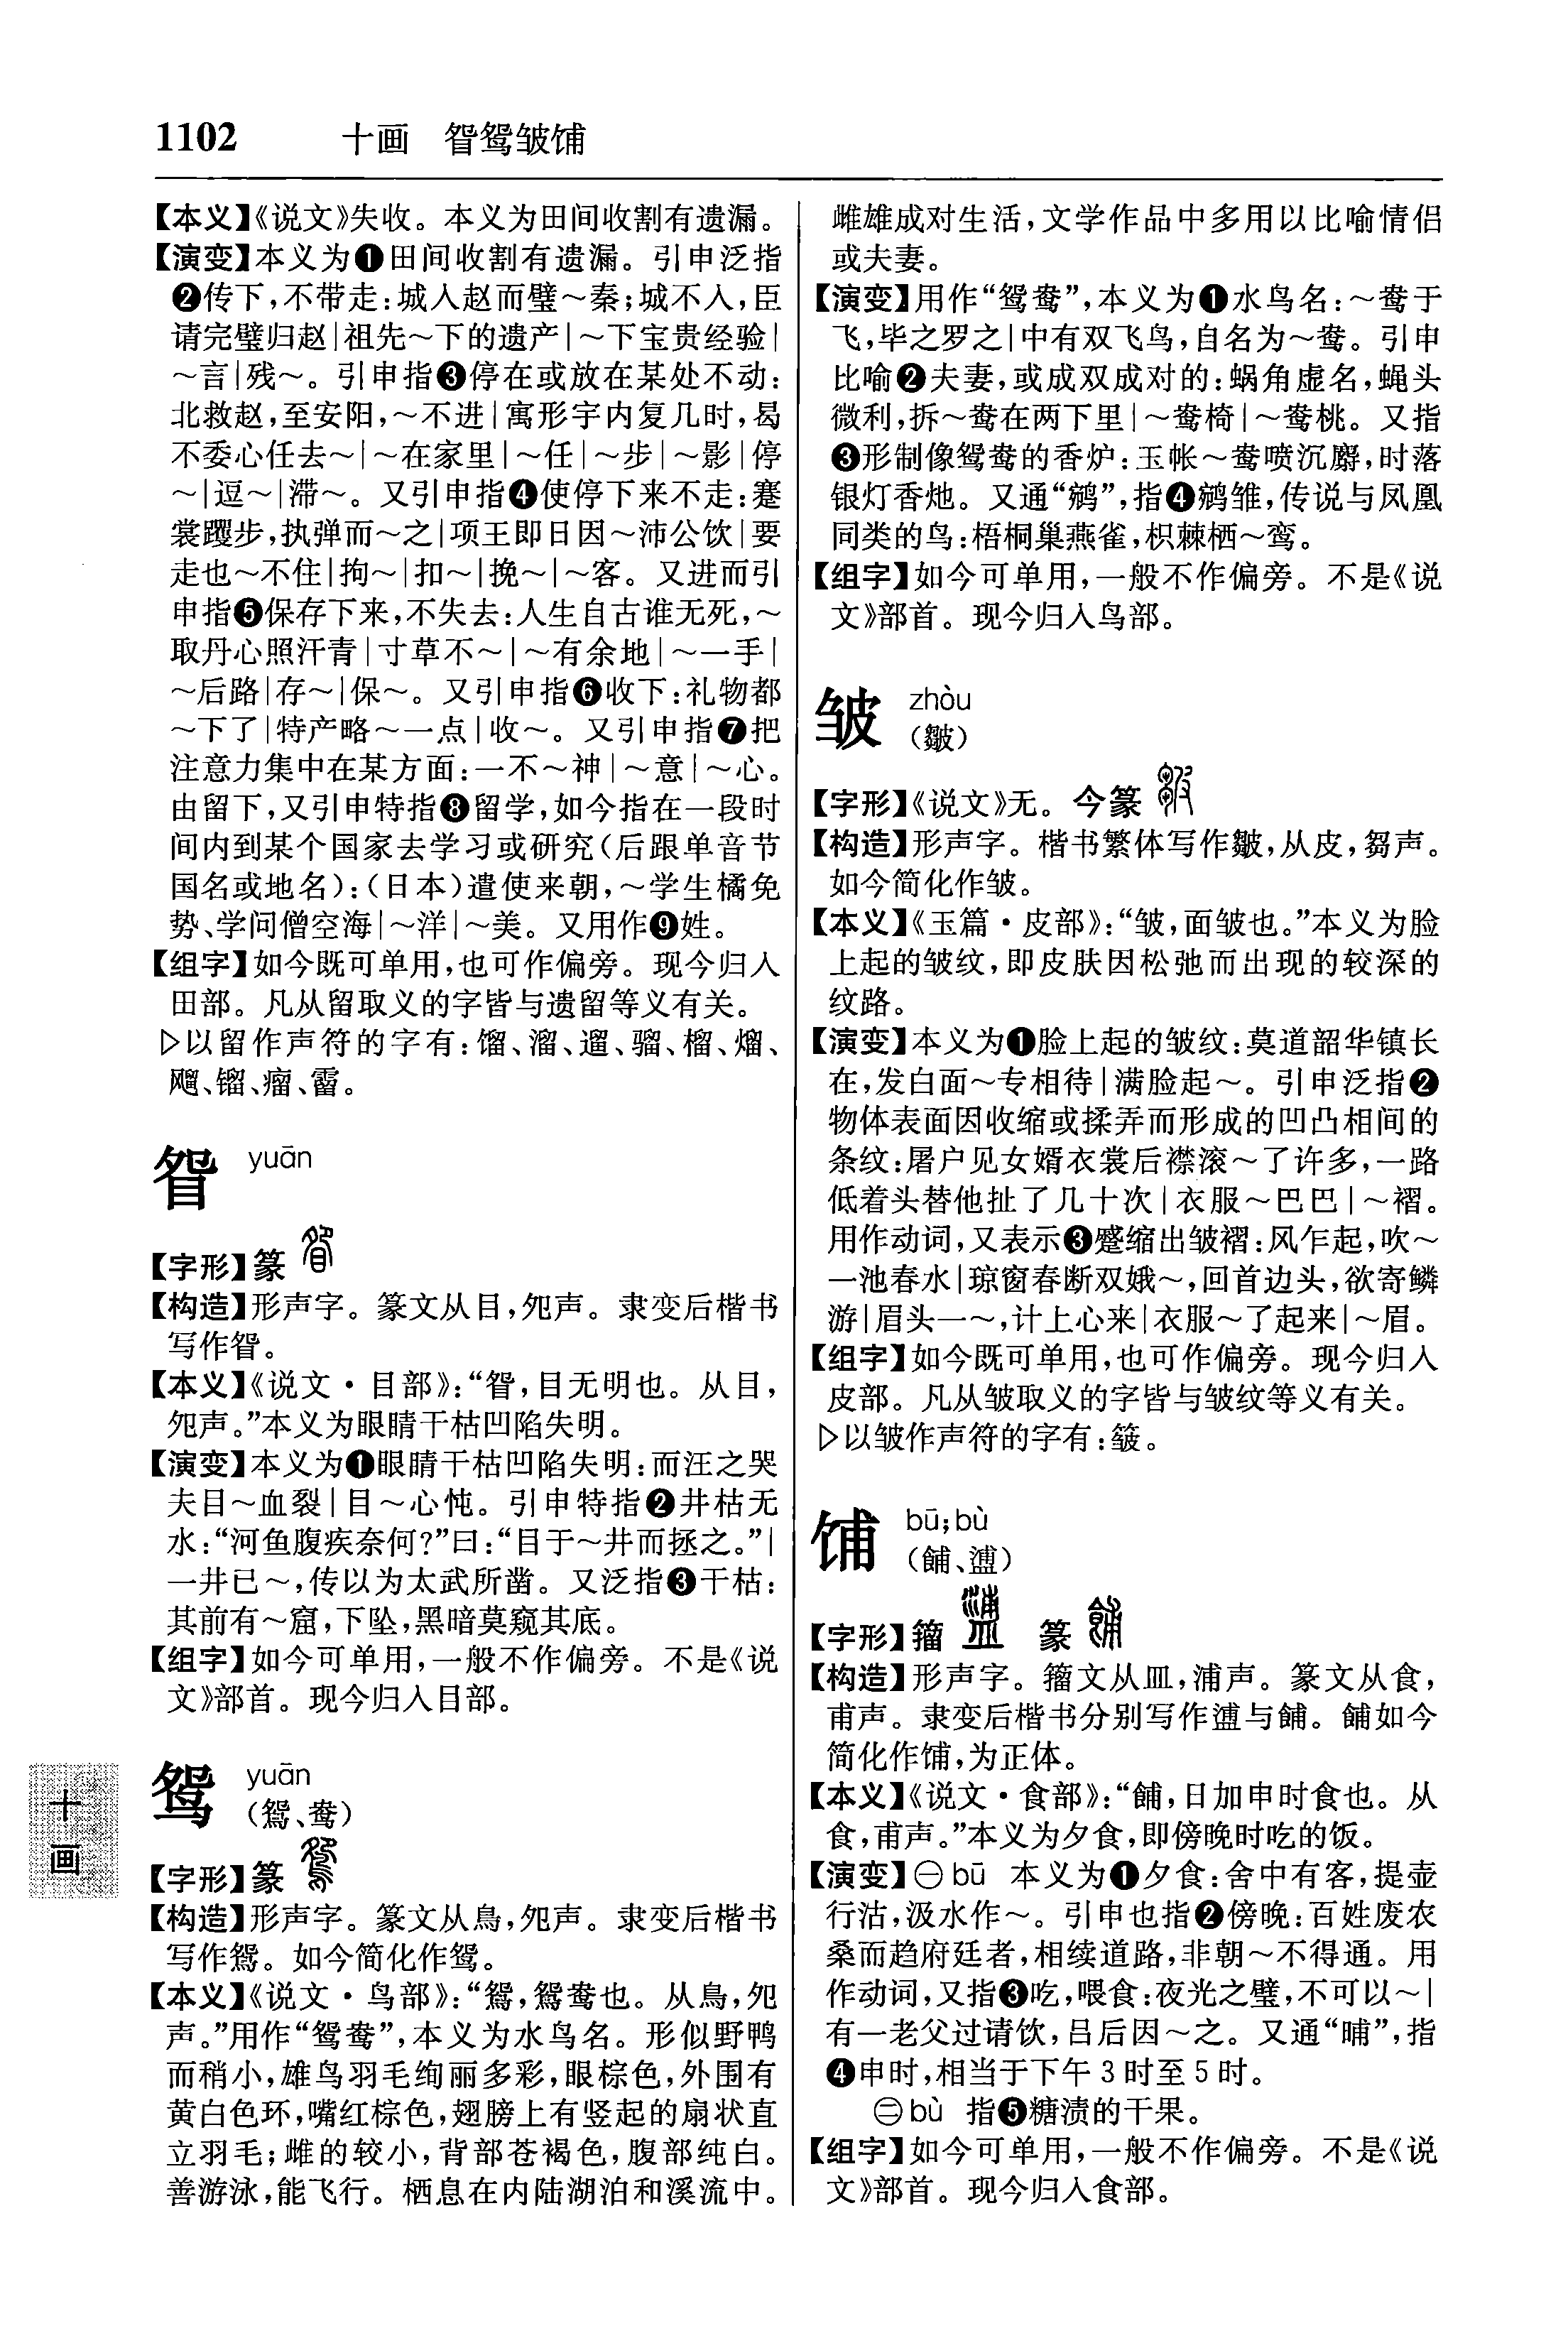 1102 十画 眢鸳皱𫗦
【本义】《说文》失收。本义为田间收割有遗漏。
【演变】本义为❶田间收割有遗漏。引申泛指
❷传下，不带走：城入赵而璧～秦；城不入，臣
请完璧归赵|祖先～下的遗产|～下宝贵经验|
～言|残～。引申指❸停在或放在某处不动：
北救赵，至安阳，～不进|寓形宇内复几时，曷
不委心任去～|～在家里|～任|～步|～影|停
～|逗～|滞～。又引申指❹使停下来不走：蹇
裳躩步，执弹而～之|项王即日因～沛公饮|要
走也～不住|拘～|扣～|挽～|～客。又进而引
申指❺保存下来，不失去：人生自古谁无死，～
取丹心照汗青|寸草不～|～有余地|～一手|
～后路|存～|保～。又引申指❻收下：礼物都
～下了|特产略～一点|收～。又引申指❼把
注意力集中在某方面：一不～神|～意|～心。
由留下，又引申特指❽留学，如今指在一段时
间内到某个国家去学习或研究（后跟单音节
国名或地名）：（日本）遣使来朝，～学生橘免
势、学问僧空海|～洋|～美。又用作❾姓。
【组字】如今既可单用，也可作偏旁。现今归入
田部。凡从留取义的字皆与遗留等义有关。
▷以留作声符的字有：馏、溜、遛、骝、榴、熘、
飗、镏、瘤、霤。
眢 yuān
【字形】篆
【构造】形声字。篆文从目，夗声。隶变后楷书
写作眢。
【本义】《说文·目部》：“眢，目无明也。从目，
夗声。”本义为眼睛干枯凹陷失明。
【演变】本义为❶眼睛干枯凹陷失明：而汪之哭
夫目～血裂|目～心忳。引申特指❷井枯无
水：“河鱼腹疾奈何？”曰：“目于～井而拯之。”|
一井已～，传以为太武所凿。又泛指❸干枯：
其前有～窟，下坠，黑暗莫窥其底。
【组字】如今可单用，一般不作偏旁。不是《说
文》部首。现今归入目部。
鸳 yuān
（鴛、鸯）
【字形】篆
【构造】形声字。篆文从鳥，夗声。隶变后楷书
写作鴛。如今简化作鸳。
【本义】《说文·鸟部》：“鴛，鴛鸯也。从鳥，夗
声。”用作“鸳鸯”，本义为水鸟名。形似野鸭
而稍小，雄鸟羽毛绚丽多彩，眼棕色，外围有
黄白色环，嘴红棕色，翅膀上有竖起的扇状直
立羽毛；雌的较小，背部苍褐色，腹部纯白。
善游泳，能飞行。栖息在内陆湖泊和溪流中。
十
画
雌雄成对生活，文学作品中多用以比喻情侣
或夫妻。
【演变】用作“鸳鸯”，本义为❶水鸟名：～鸯于
飞，毕之罗之|中有双飞鸟，自名为～鸯。引申
比喻❷夫妻，或成双成对的：蜗角虚名，蝇头
微利，拆～鸯在两下里|～鸯椅|～鸯桃。又指
❸形制像鸳鸯的香炉：玉帐～鸯喷沉麝，时落
银灯香灺。又通“鹓”，指❹鹓雏，传说与凤凰
同类的鸟：梧桐巢燕雀，枳棘栖～鸾。
【组字】如今可单用，一般不作偏旁。不是《说
文》部首。现今归入鸟部。
皱 zhòu
（皺）
【字形】《说文》无。今篆
【构造】形声字。楷书繁体写作皺，从皮，芻声。
如今简化作皱。
【本义】《玉篇·皮部》：“皱，面皱也。”本义为脸
上起的皱纹，即皮肤因松弛而出现的较深的
纹路。
【演变】本义为❶脸上起的皱纹：莫道韶华镇长
在，发白面～专相待|满脸起～。引申泛指❷
物体表面因收缩或揉弄而形成的凹凸相间的
条纹：屠户见女婿衣裳后襟滚～了许多，一路
低着头替他扯了几十次|衣服～巴巴|～褶。
用作动词，又表示❸蹙缩出皱褶：风乍起，吹～
一池春水|琼窗春断双娥～，回首边头，欲寄鳞
游|眉头一～，计上心来|衣服～了起来|～眉。
【组字】如今既可单用，也可作偏旁。现今归入
皮部。凡从皱取义的字皆与皱纹等义有关。
▷以皱作声符的字有：䈇。
𫗦 bū；bù
（餔、𥂈）
【字形】籀 篆
【构造】形声字。籀文从皿，浦声。篆文从食，
甫声。隶变后楷书分别写作𥂈与餔。餔如今
简化作𫗦，为正体。
【本义】《说文·食部》：“餔，日加申时食也。从
食，甫声。”本义为夕食，即傍晚时吃的饭。
【演变】㊀bū 本义为❶夕食：舍中有客，提壶
行沽，汲水作～。引申也指❷傍晚：百姓废农
桑而趋府廷者，相续道路，非朝～不得通。用
作动词，又指❸吃，喂食：夜光之璧，不可以～|
有一老父过请饮，吕后因～之。又通“晡”，指
❹申时，相当于下午3时至5时。
㊁bù 指❺糖渍的干果。
【组字】如今可单用，一般不作偏旁。不是《说
文》部首。现今归入食部。